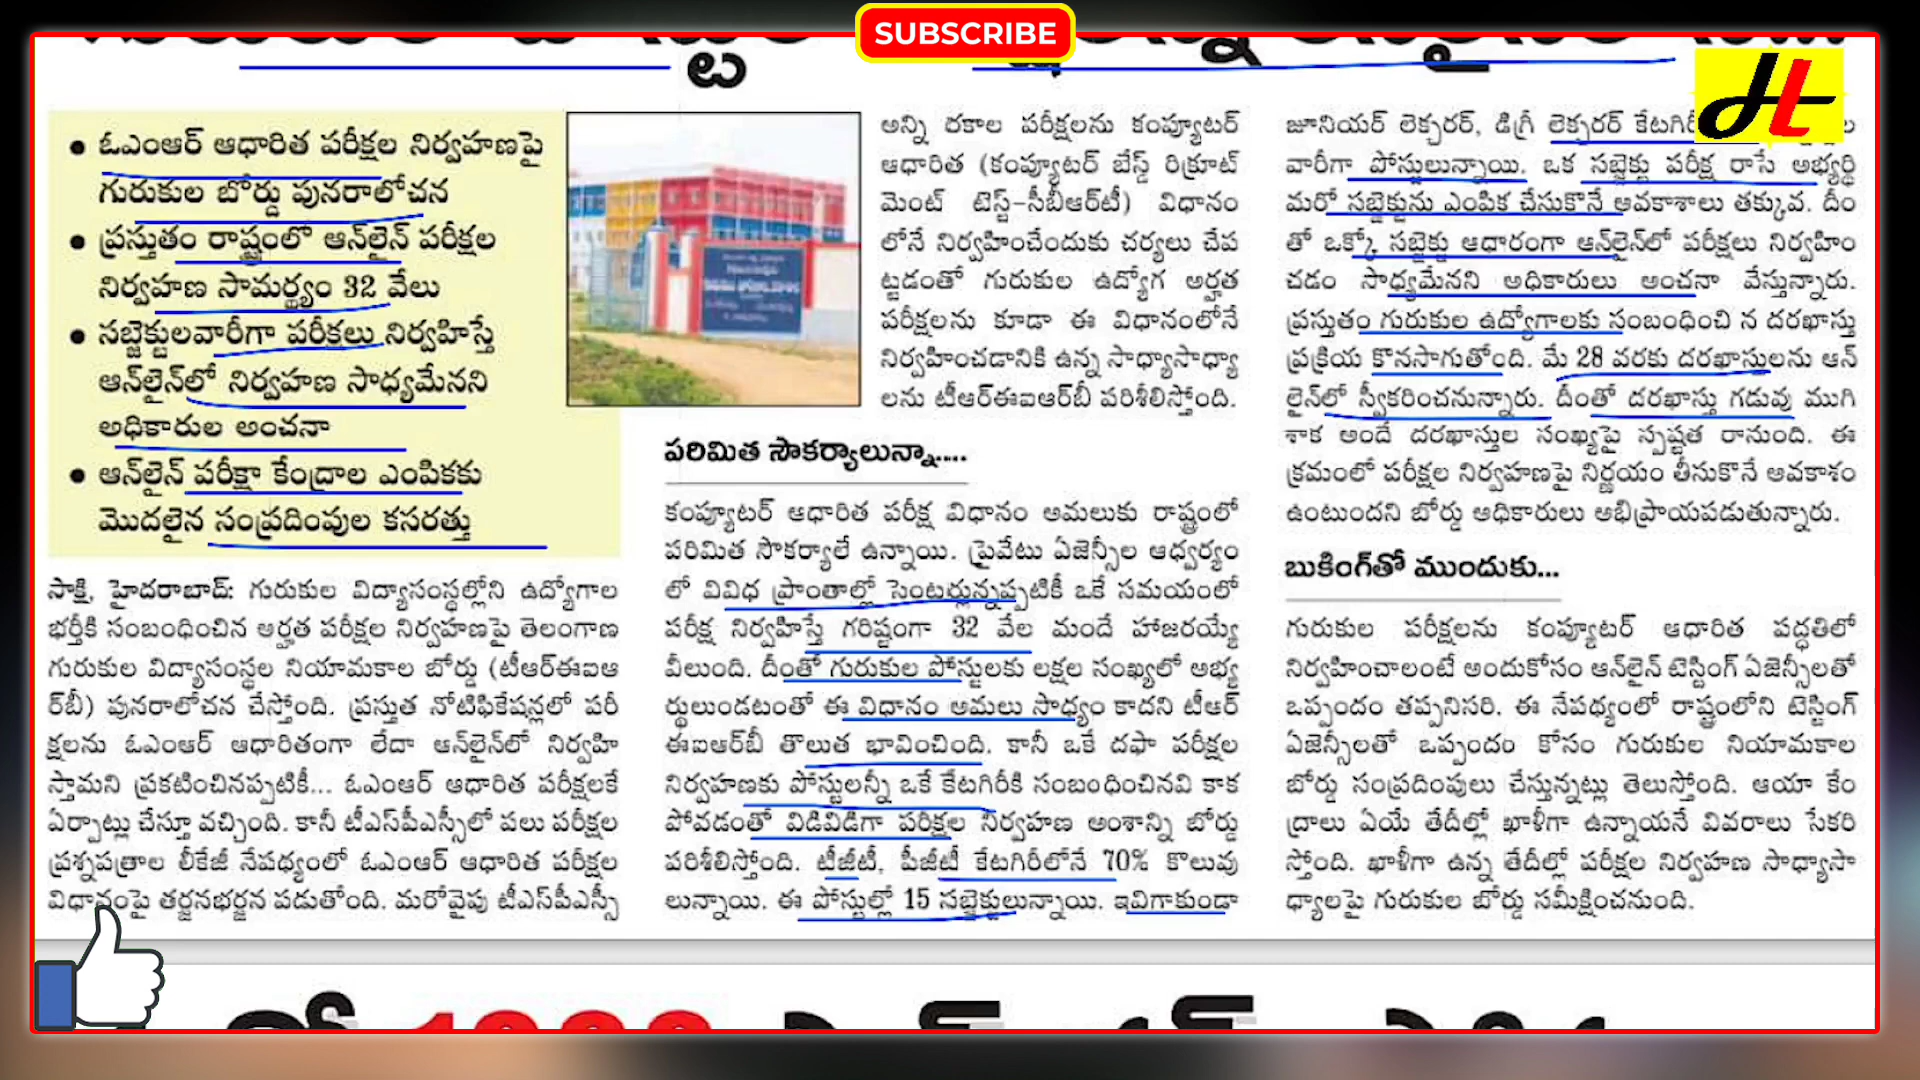 SUBSCRIBE
• ఓఎంఆర్ ఆధారిత పరీక్షల నిర్వహణపై
గురుకుల బోర్డు పునరాలోచన
• ప్రస్తుతం రాష్ట్రంలో ఆన్‌లైన్ పరీక్షల
నిర్వహణ సామర్థ్యం 32 వేలు
• సబ్జెక్టులవారీగా పరీక్షలు నిర్వహిస్తే
ఆన్‌లైన్‌లో నిర్వహణ సాధ్యమేనని
అధికారుల అంచనా
• ఆన్‌లైన్ పరీక్షా కేంద్రాల ఎంపికకు
మొదలైన సంప్రదింపుల కసరత్తు
సాక్షి, హైదరాబాద్: గురుకుల విద్యాసంస్థల్లోని ఉద్యోగాల
భర్తీకి సంబంధించిన అర్హత పరీక్షల నిర్వహణపై తెలంగాణ
గురుకుల విద్యాసంస్థల నియామకాల బోర్డు (టీఆర్ఈఐఆ
ర్‌బీ) పునరాలోచన చేస్తోంది. ప్రస్తుత నోటిఫికేషన్లలో పరీ
క్షలను ఓఎంఆర్ ఆధారితంగా లేదా ఆన్‌లైన్‌లో నిర్వహి
స్తామని ప్రకటించినప్పటికీ... ఓఎంఆర్ ఆధారిత పరీక్షలకే
ఏర్పాట్లు చేస్తూ వచ్చింది. కానీ టీఎస్‌పీఎస్సీలో పలు పరీక్షల
ప్రశ్నపత్రాల లీకేజీ నేపథ్యంలో ఓఎంఆర్ ఆధారిత పరీక్షల
విధానంపై తర్జనభర్జన పడుతోంది. మరోవైపు టీఎస్‌పీఎస్సీ
అన్ని రకాల పరీక్షలను కంప్యూటర్
ఆధారిత (కంప్యూటర్ బేస్డ్ రిక్రూట్
మెంట్ టెస్ట్–సీబీఆర్‌టీ) విధానం
లోనే నిర్వహించేందుకు చర్యలు చేప
ట్టడంతో గురుకుల ఉద్యోగ అర్హత
పరీక్షలను కూడా ఈ విధానంలోనే
నిర్వహించడానికి ఉన్న సాధ్యాసాధ్యా
లను టీఆర్ఈఐఆర్‌బీ పరిశీలిస్తోంది.
పరిమిత సౌకర్యాలున్నా....
కంప్యూటర్ ఆధారిత పరీక్ష విధానం అమలుకు రాష్ట్రంలో
పరిమిత సౌకర్యాలే ఉన్నాయి. ప్రైవేటు ఏజెన్సీల ఆధ్వర్యం
లో వివిధ ప్రాంతాల్లో సెంటర్లున్నప్పటికీ ఒకే సమయంలో
పరీక్ష నిర్వహిస్తే గరిష్టంగా 32 వేల మందే హాజరయ్యే
వీలుంది. దీంతో గురుకుల పోస్టులకు లక్షల సంఖ్యలో అభ్య
ర్థులుండటంతో ఈ విధానం అమలు సాధ్యం కాదని టీఆర్
ఈఐఆర్‌బీ తొలుత భావించింది. కానీ ఒకే దఫా పరీక్షల
నిర్వహణకు పోస్టులన్నీ ఒకే కేటగిరీకి సంబంధించినవి కాక
పోవడంతో విడివిడిగా పరీక్షల నిర్వహణ అంశాన్ని బోర్డు
పరిశీలిస్తోంది. టీజీటీ, పీజీటీ కేటగిరీలోనే 70% కొలువు
లున్నాయి. ఈ పోస్టుల్లో 15 సబ్జెక్టులున్నాయి. ఇవిగాకుండా
జూనియర్ లెక్చరర్, డిగ్రీ లెక్చరర్ కేటగిరీ
వారీగా పోస్టులున్నాయి. ఒక సబ్జెక్టు పరీక్ష రాసే అభ్యర్థి
మరో సబ్జెక్టును ఎంపిక చేసుకొనే అవకాశాలు తక్కువ. దీం
తో ఒక్కో సబ్జెక్టు ఆధారంగా ఆన్‌లైన్‌లో పరీక్షలు నిర్వహిం
చడం సాధ్యమేనని అధికారులు అంచనా వేస్తున్నారు.
ప్రస్తుతం గురుకుల ఉద్యోగాలకు సంబంధించి న దరఖాస్తు
ప్రక్రియ కొనసాగుతోంది. మే 28 వరకు దరఖాస్తులను ఆన్
లైన్‌లో స్వీకరించనున్నారు. దీంతో దరఖాస్తు గడువు ముగి
శాక అందే దరఖాస్తుల సంఖ్యపై స్పష్టత రానుంది. ఈ
క్రమంలో పరీక్షల నిర్వహణపై నిర్ణయం తీసుకొనే అవకాశం
ఉంటుందని బోర్డు అధికారులు అభిప్రాయపడుతున్నారు.
బుకింగ్‌తో ముందుకు...
గురుకుల పరీక్షలను కంప్యూటర్ ఆధారిత పద్ధతిలో
నిర్వహించాలంటే అందుకోసం ఆన్‌లైన్ టెస్టింగ్ ఏజెన్సీలతో
ఒప్పందం తప్పనిసరి. ఈ నేపథ్యంలో రాష్ట్రంలోని టెస్టింగ్
ఏజెన్సీలతో ఒప్పందం కోసం గురుకుల నియామకాల
బోర్డు సంప్రదింపులు చేస్తున్నట్లు తెలుస్తోంది. ఆయా కేం
ద్రాలు ఏయే తేదీల్లో ఖాళీగా ఉన్నాయనే వివరాలు సేకరి
స్తోంది. ఖాళీగా ఉన్న తేదీల్లో పరీక్షల నిర్వహణ సాధ్యాసా
ధ్యాలపై గురుకుల బోర్డు సమీక్షించనుంది.